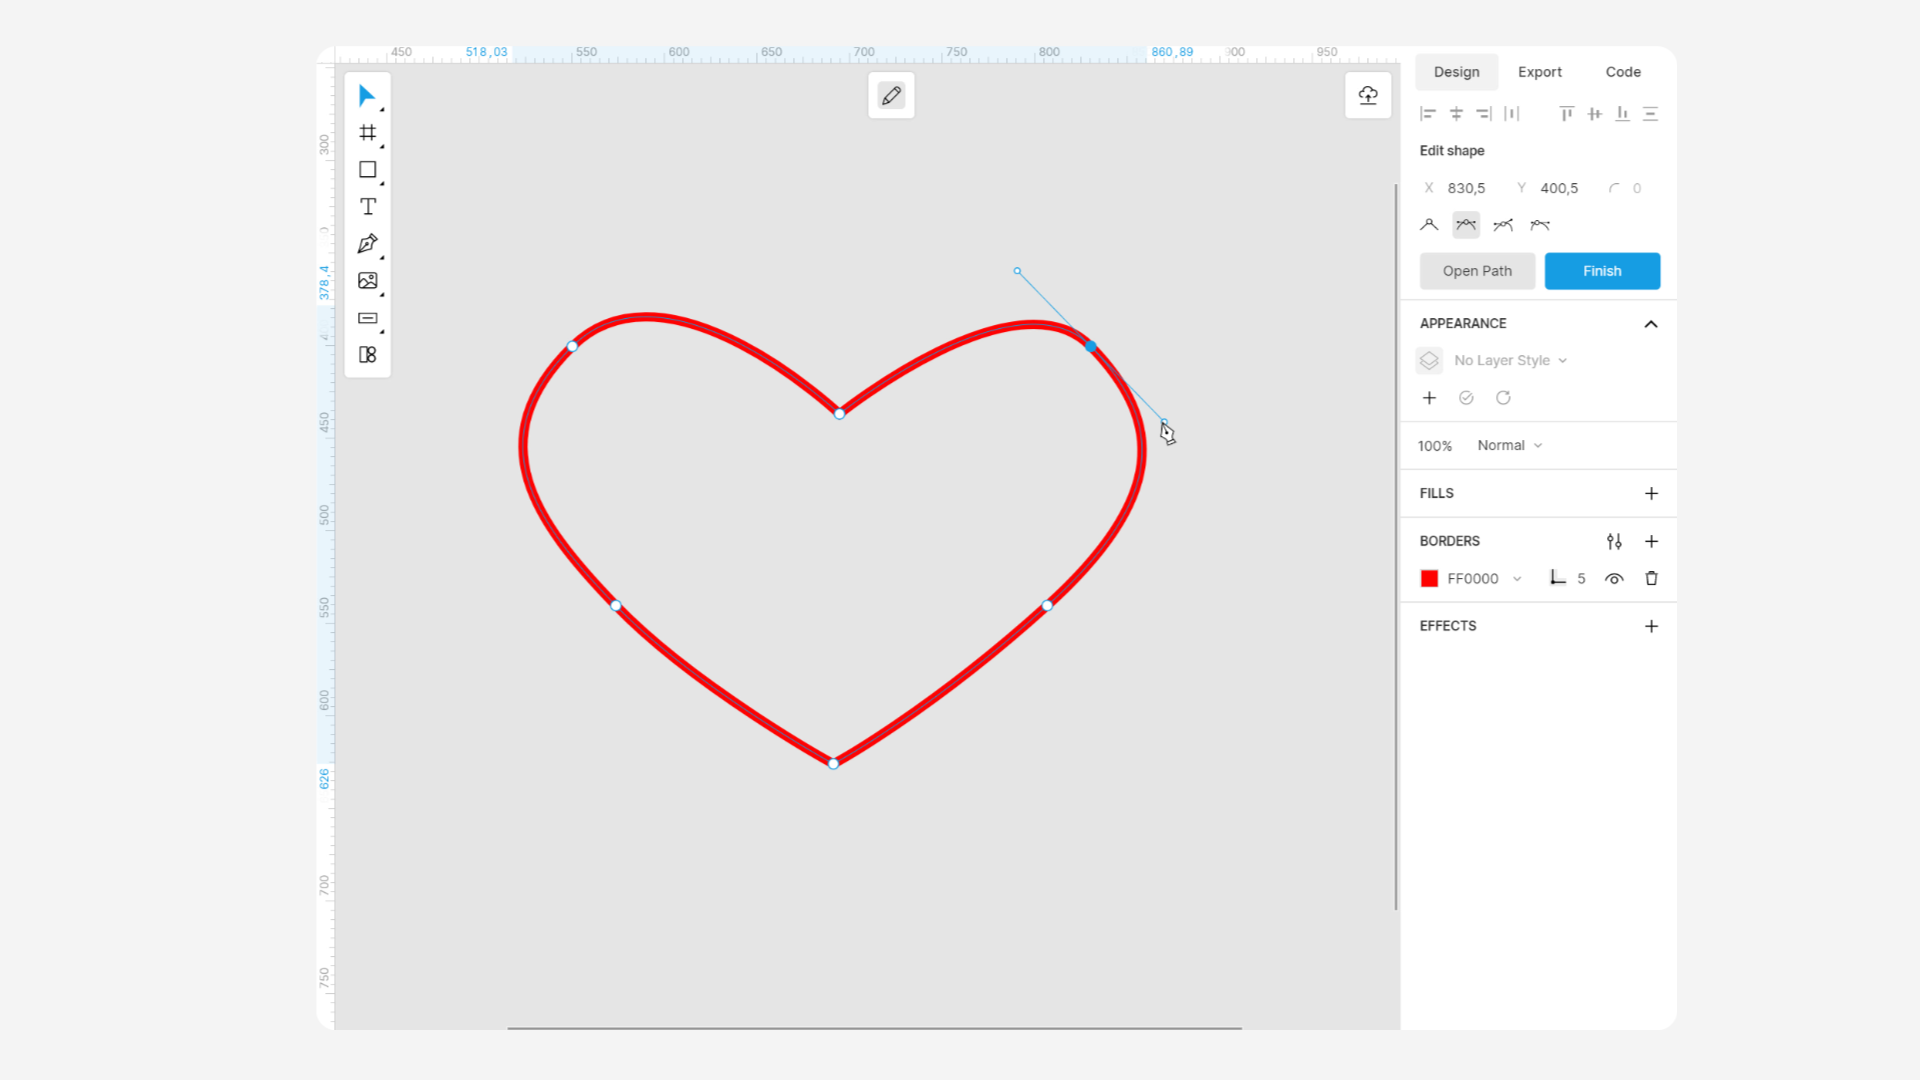 450 518,03 550 600 650 700 750 800 860,89 900 950
300
378,4
450
500
550
600
626
700
750
Design Export Code
Edit shape
X 830,5 Y 400,5 0
Open Path Finish
APPEARANCE
No Layer Style
100% Normal
FILLS
BORDERS
FF0000 5
EFFECTS